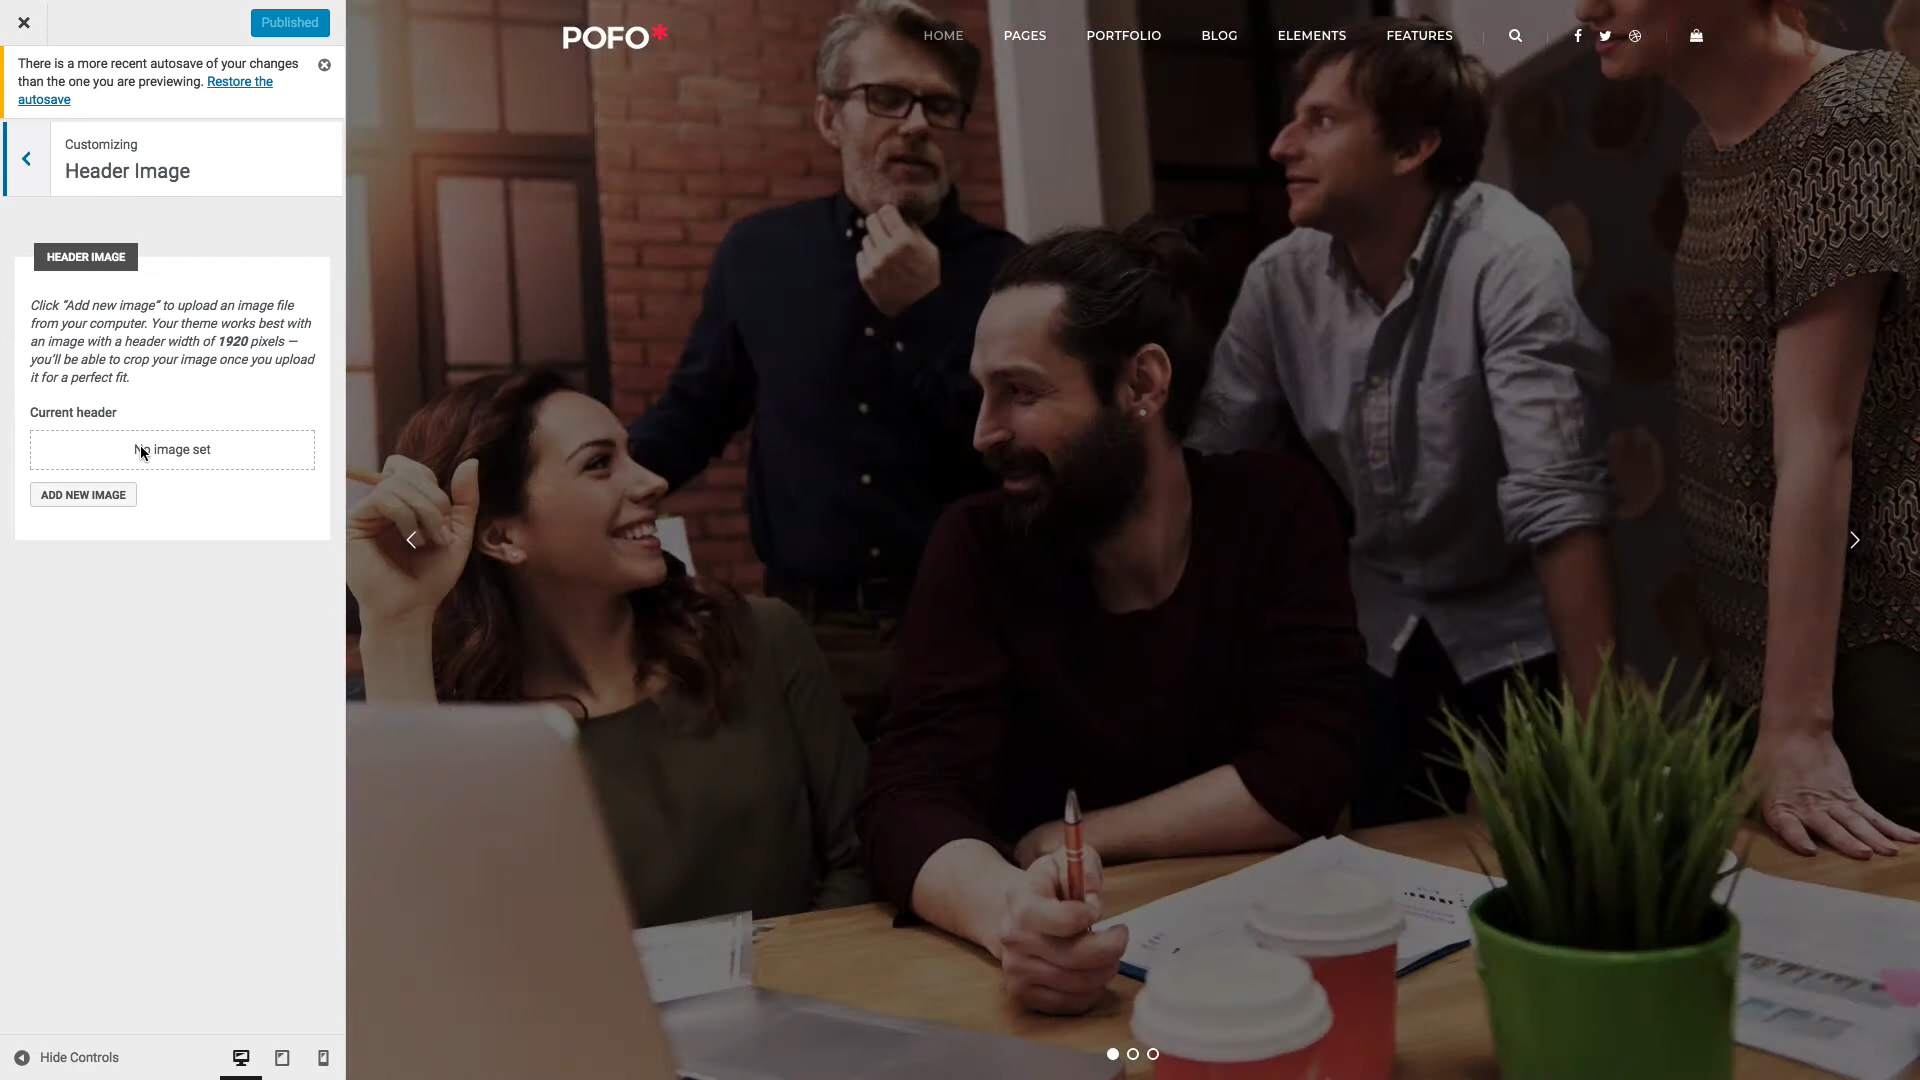 Published
There is a more recent autosave of your changes
than the one you are previewing. Restore the
autosave
Customizing
Header Image
HEADER IMAGE
Click “Add new image” to upload an image file
from your computer. Your theme works best with
an image with a header width of 1920 pixels —
you’ll be able to crop your image once you upload
it for a perfect fit.
Current header
No image set
ADD NEW IMAGE
Hide Controls
POFO* HOME PAGES PORTFOLIO BLOG ELEMENTS FEATURES